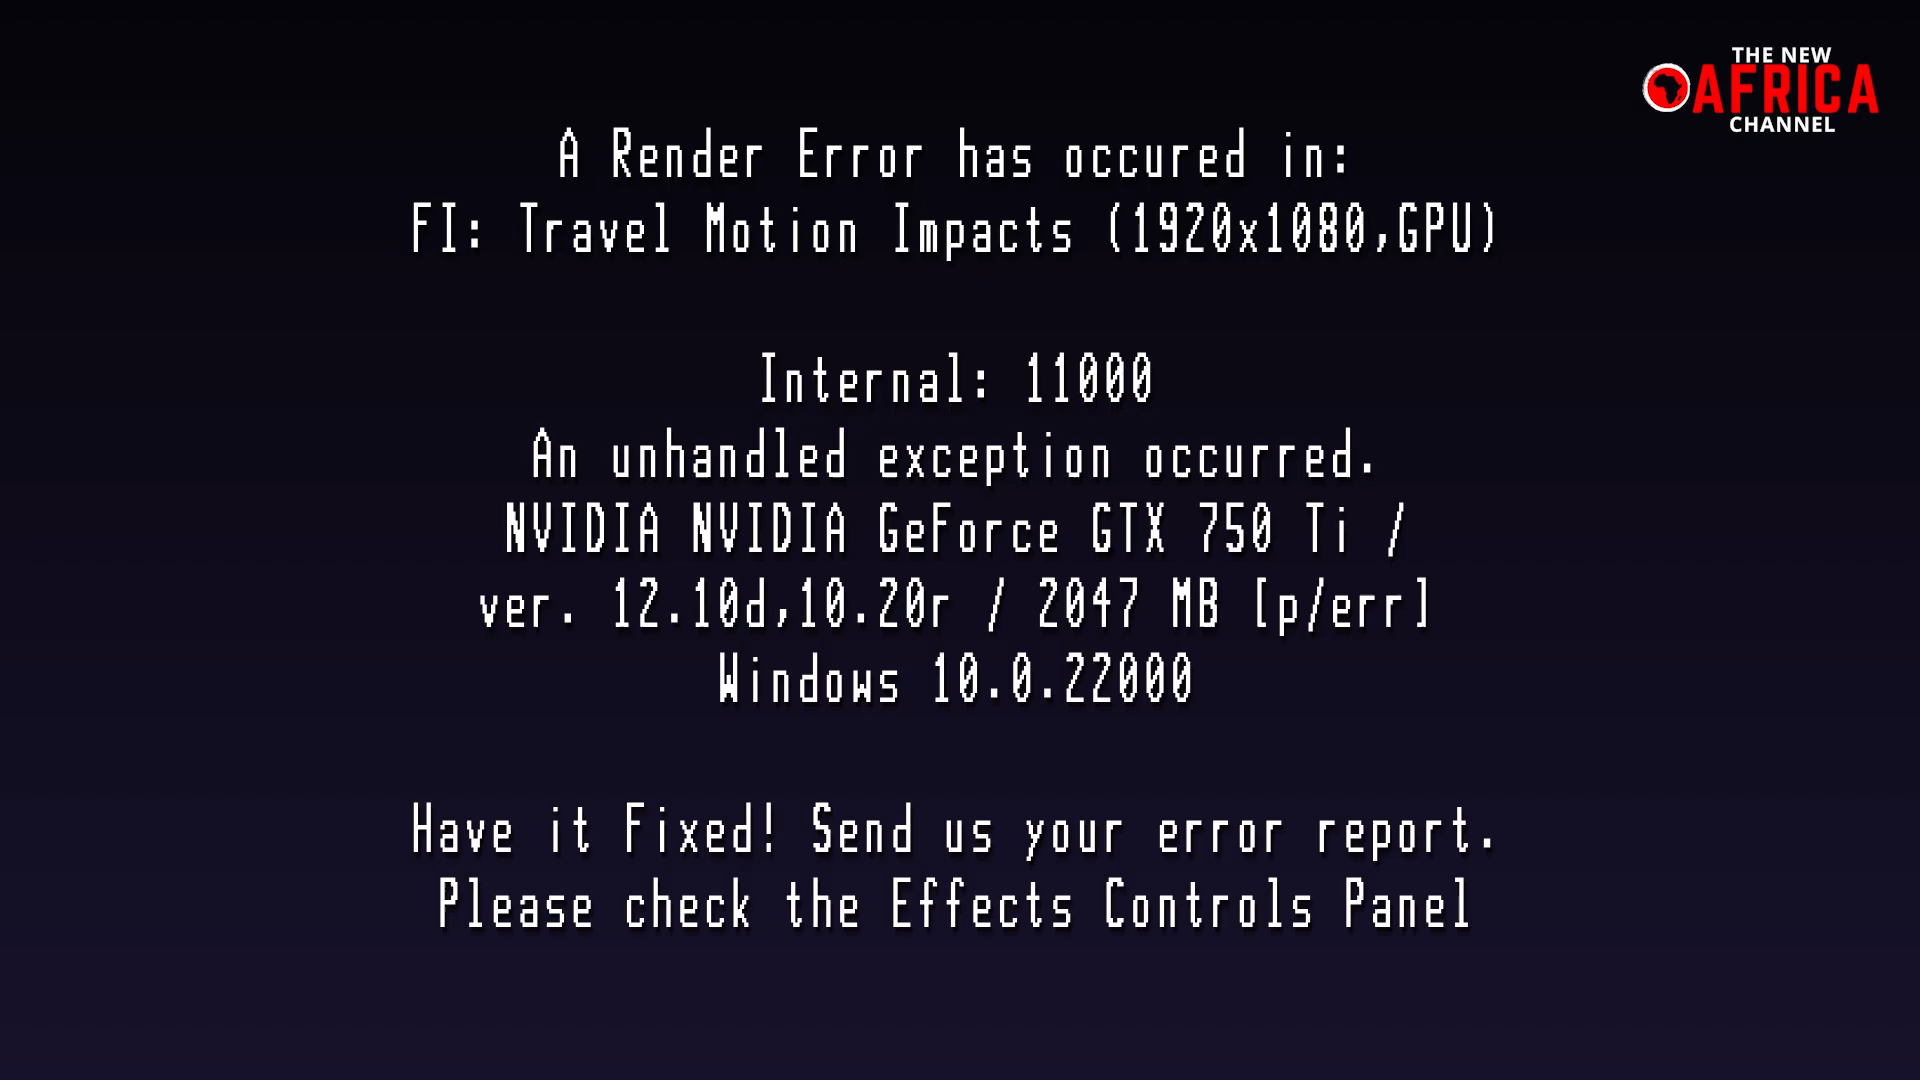 THE NEW
AFRICA
CHANNEL
A Render Error has occured in:
FI: Travel Motion Impacts (1920x1080,GPU)
Internal: 11000
An unhandled exception occurred.
NVIDIA NVIDIA GeForce GTX 750 Ti /
ver. 12.10d,10.20r / 2047 MB [p/err]
Windows 10.0.22000
Have it Fixed! Send us your error report.
Please check the Effects Controls Panel